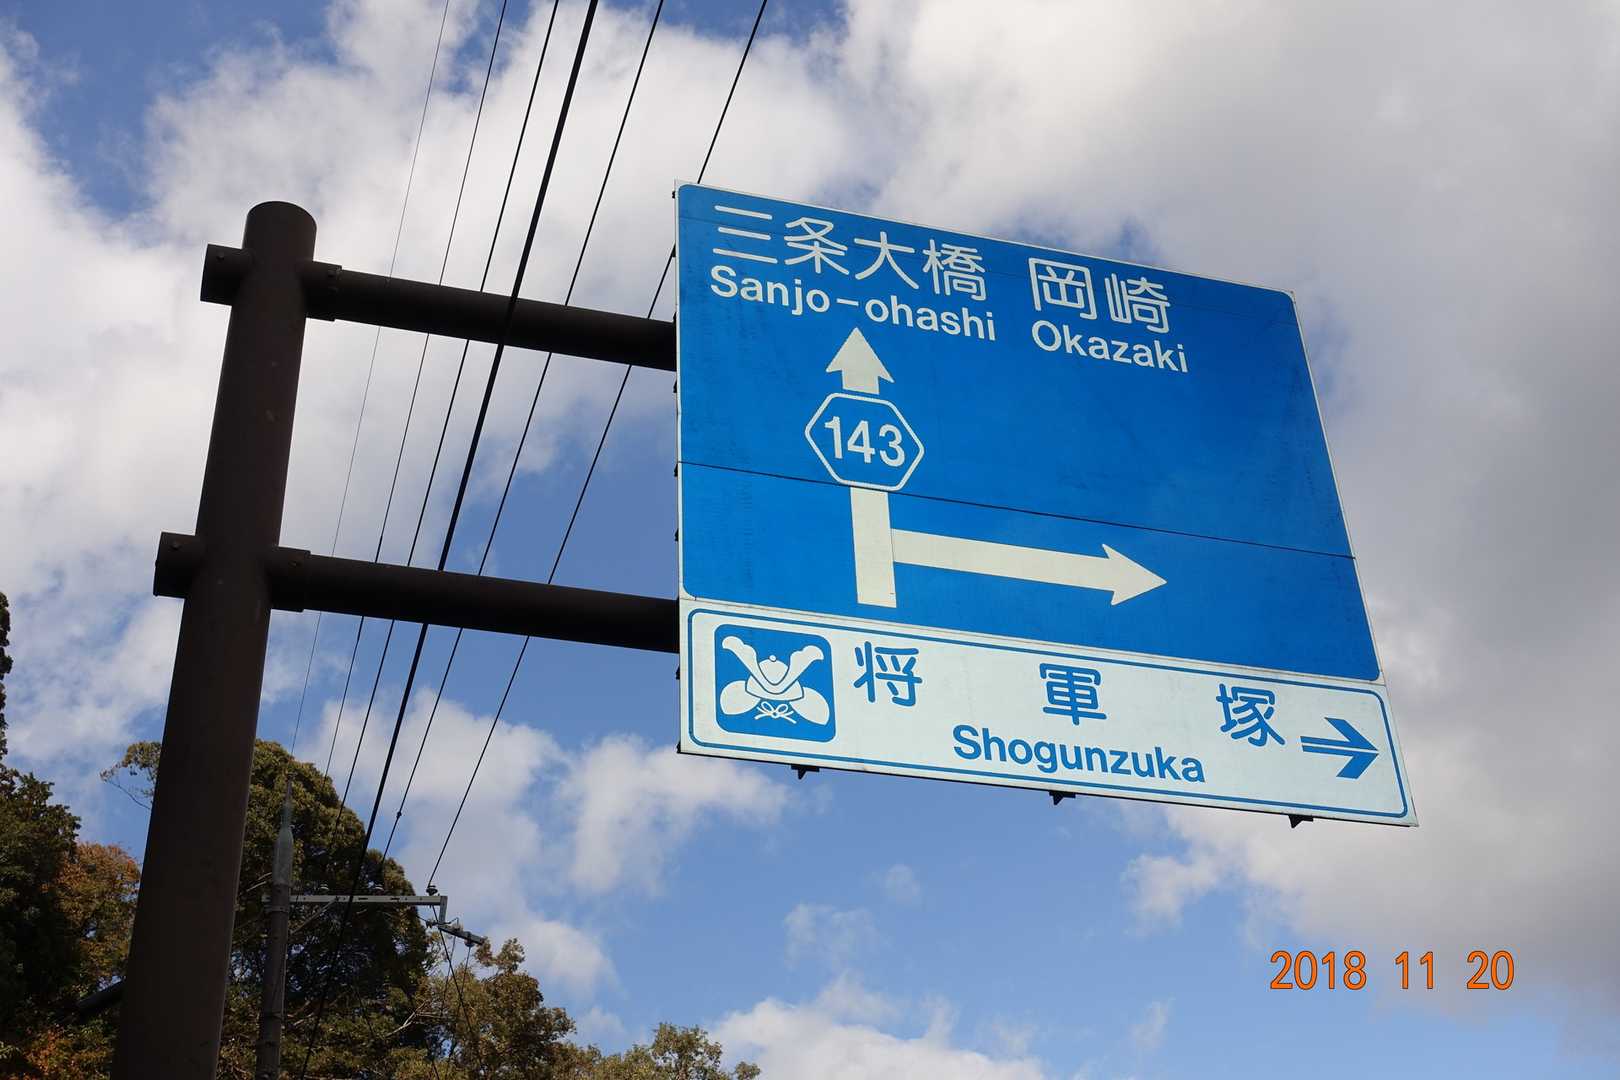 三条大橋 岡崎
Sanjo-ohashi Okazaki
143
将軍塚
Shogunzuka
2018 11 20